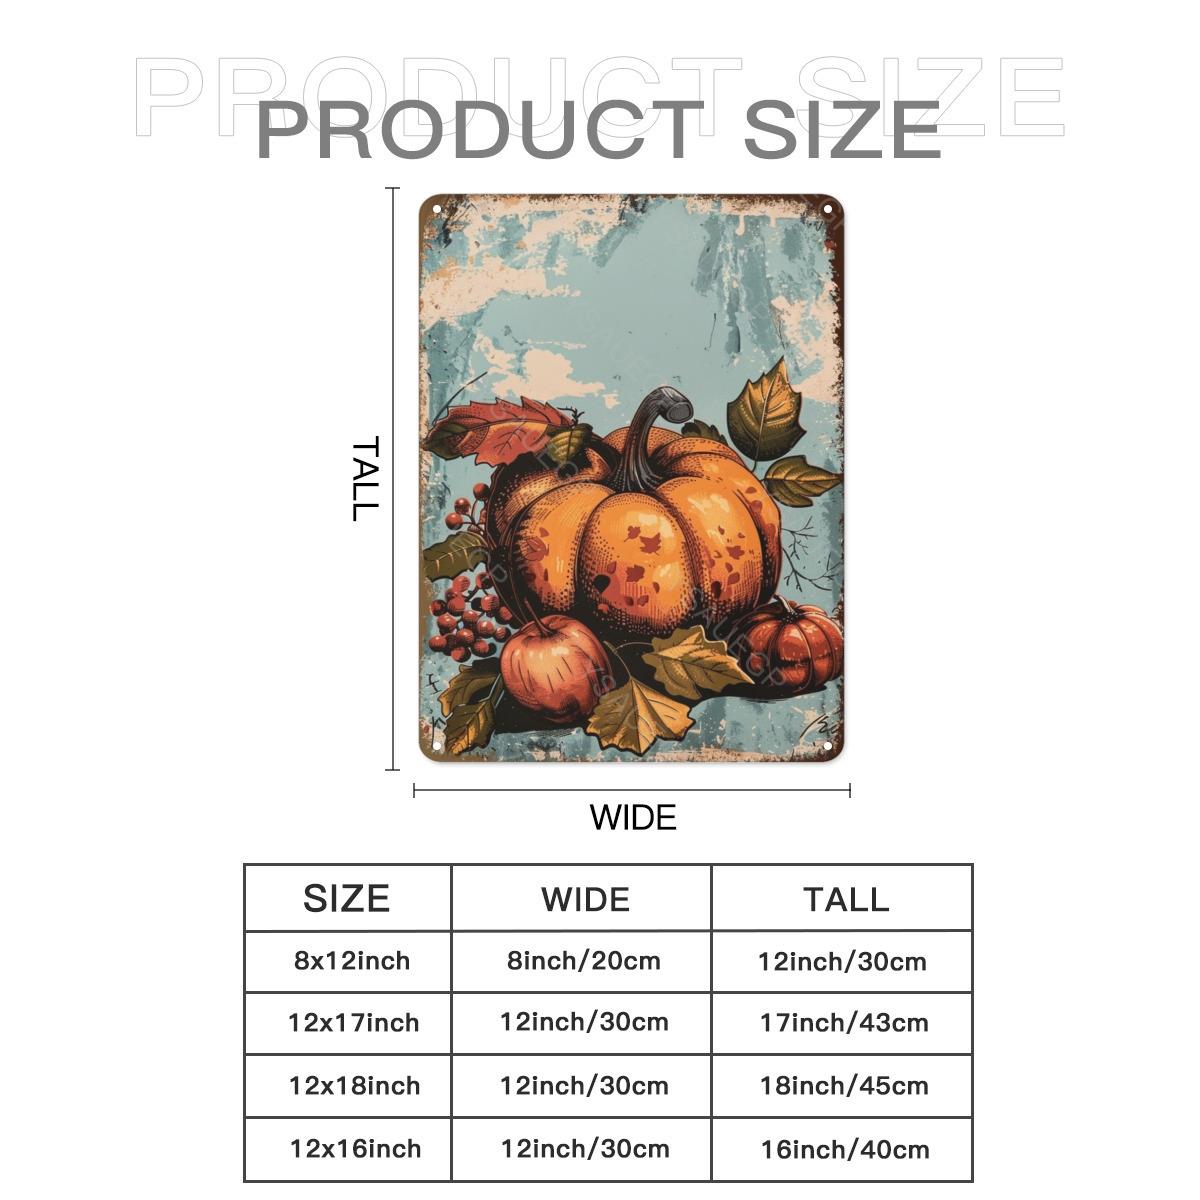 PRODUCT SIZE
PRODUCT SIZE
TALL
WIDE
SIZE WIDE TALL
8x12inch 8inch/20cm 12inch/30cm
12x17inch 12inch/30cm 17inch/43cm
12x18inch 12inch/30cm 18inch/45cm
12x16inch 12inch/30cm 16inch/40cm